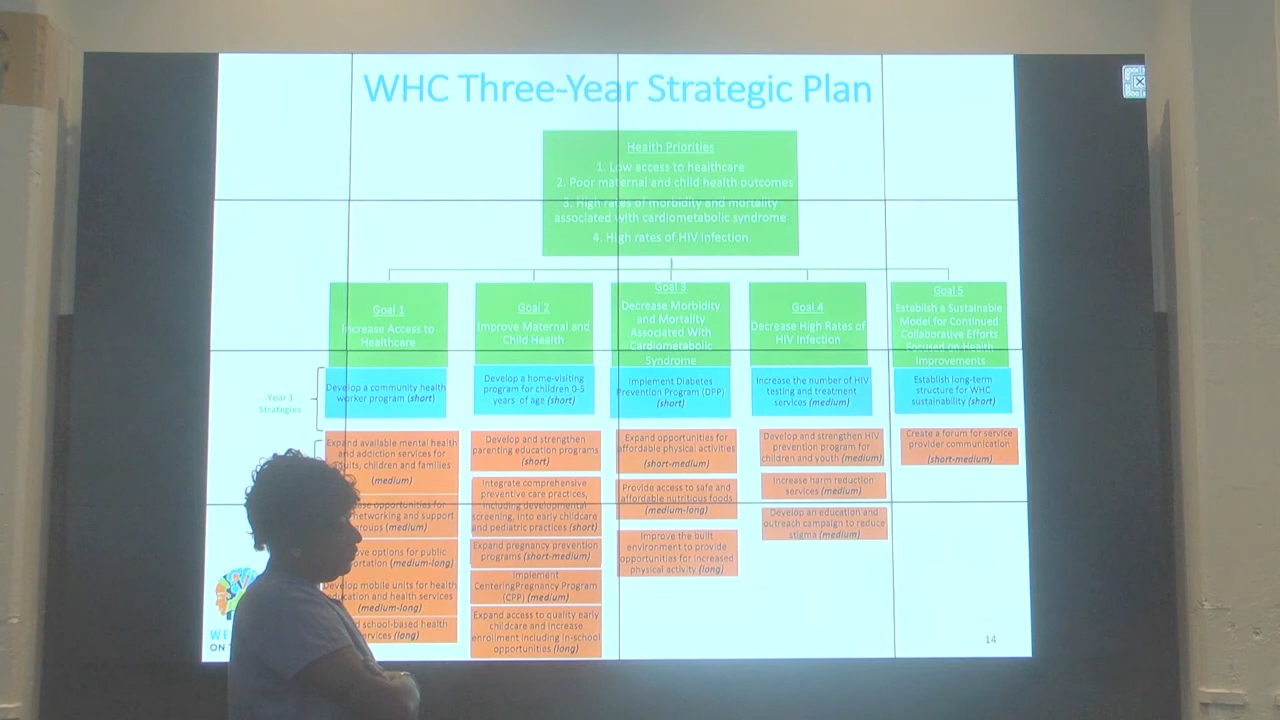 WHC Three-Year Strategic Plan
Health Priorities
1. Low access to healthcare
2. Poor maternal and child health outcomes
3. High rates of morbidity and mortality
associated with cardiometabolic syndrome
4. High rates of HIV Infection
Goal 1
Increase Access to
Healthcare
Goal 2
Improve Maternal and
Child Health
Goal 3
Decrease Morbidity
and Mortality
Associated With
Cardiometabolic
Syndrome
Goal 4
Decrease High Rates of
HIV Infection
Goal 5
Establish a Sustainable
Model for Continued
Collaborative Efforts
Focused on Health
Improvements
Year 1
Strategies
Develop a community health
worker program (short)
Develop a home-visiting
program for children 0-5
years of age (short)
Implement Diabetes
Prevention Program (DPP)
(short)
Increase the number of HIV
testing and treatment
services (medium)
Establish long-term
structure for WHC
sustainability (short)
Expand available mental health
and addiction services for
adults, children and families
(medium)
opportunities for
networking and support
groups (medium)
options for public
(medium-long)
Develop mobile units for health
education and health services
(medium-long)
school-based health
services (long)
Develop and strengthen
parenting education programs
(short)
Integrate comprehensive
preventive care practices,
including developmental
screening, into early childcare
and pediatric practices (short)
Expand pregnancy prevention
programs (short-medium)
Implement
CenteringPregnancy Program
(CPP) (medium)
Expand access to quality early
childcare and increase
enrollment including in-school
opportunities (long)
Expand opportunities for
affordable physical activities
(short-medium)
Provide access to safe and
affordable nutritious foods
(medium-long)
Improve the built
environment to provide
opportunities for increased
physical activity (long)
Develop and strengthen HIV
prevention program for
children and youth (medium)
Increase harm reduction
services (medium)
Develop an education and
outreach campaign to reduce
stigma (medium)
Create a forum for service
provider communication
(short-medium)
WE
ON
14